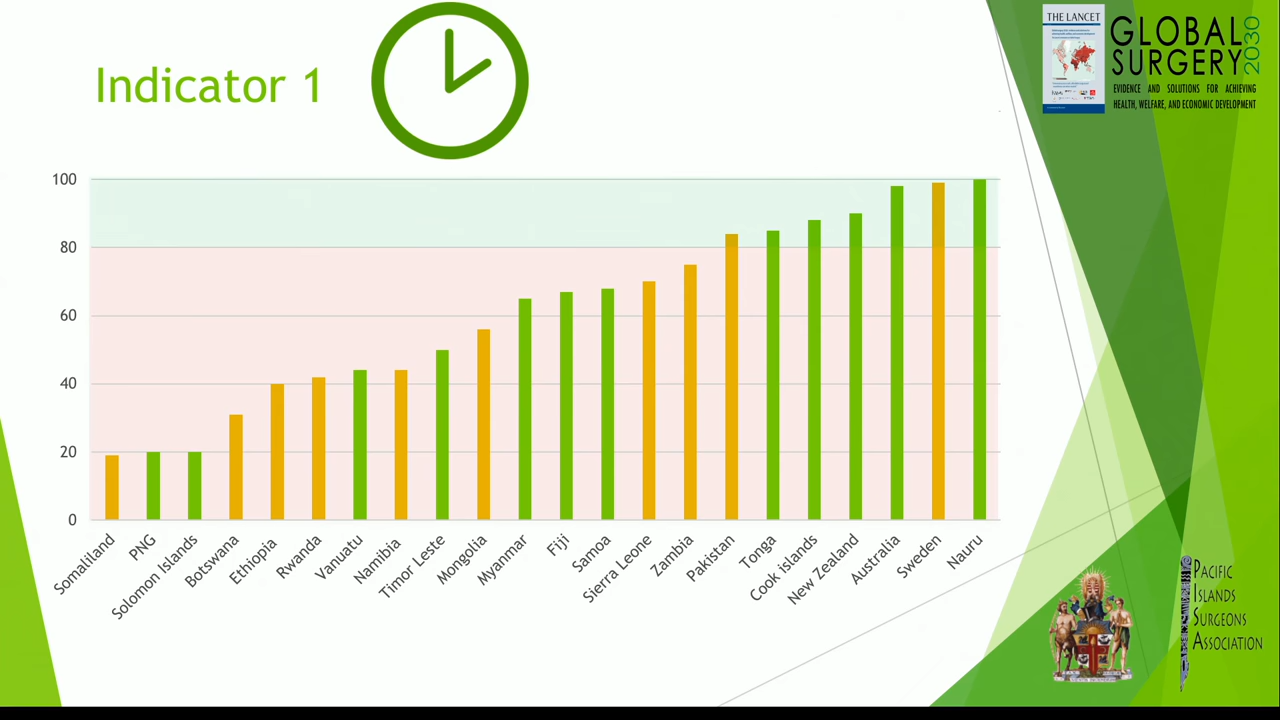 Indicator 1
THE LANCET
GLOBAL
SURGERY
2030
EVIDENCE AND SOLUTIONS FOR ACHIEVING
HEALTH, WELFARE, AND ECONOMIC DEVELOPMENT
100
80
60
40
20
0
Somaliland
PNG
Solomon Islands
Botswana
Ethiopia
Rwanda
Vanuatu
Namibia
Timor Leste
Mongolia
Myanmar
Fiji
Samoa
Sierra Leone
Zambia
Pakistan
Tonga
Cook islands
New Zealand
Australia
Sweden
Nauru
PACIFIC
ISLANDS
SURGEONS
ASSOCIATION